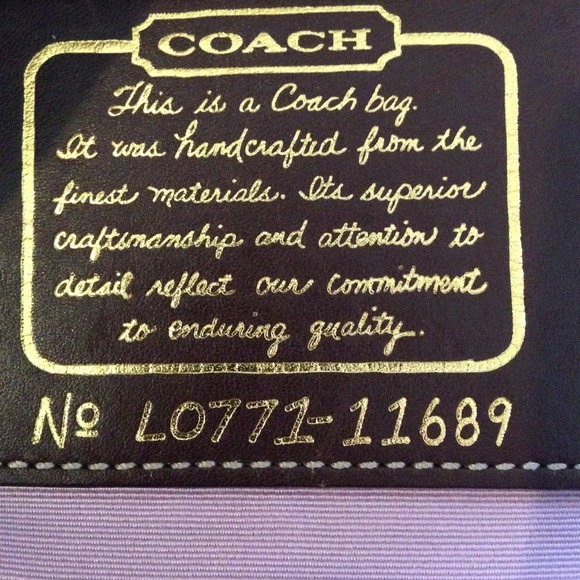 COACH
This is a Coach bag.
It was handcrafted from the
finest materials. Its superior
craftsmanship and attention to
detail reflect our commitment
to enduring quality.
Nº L0771-11689